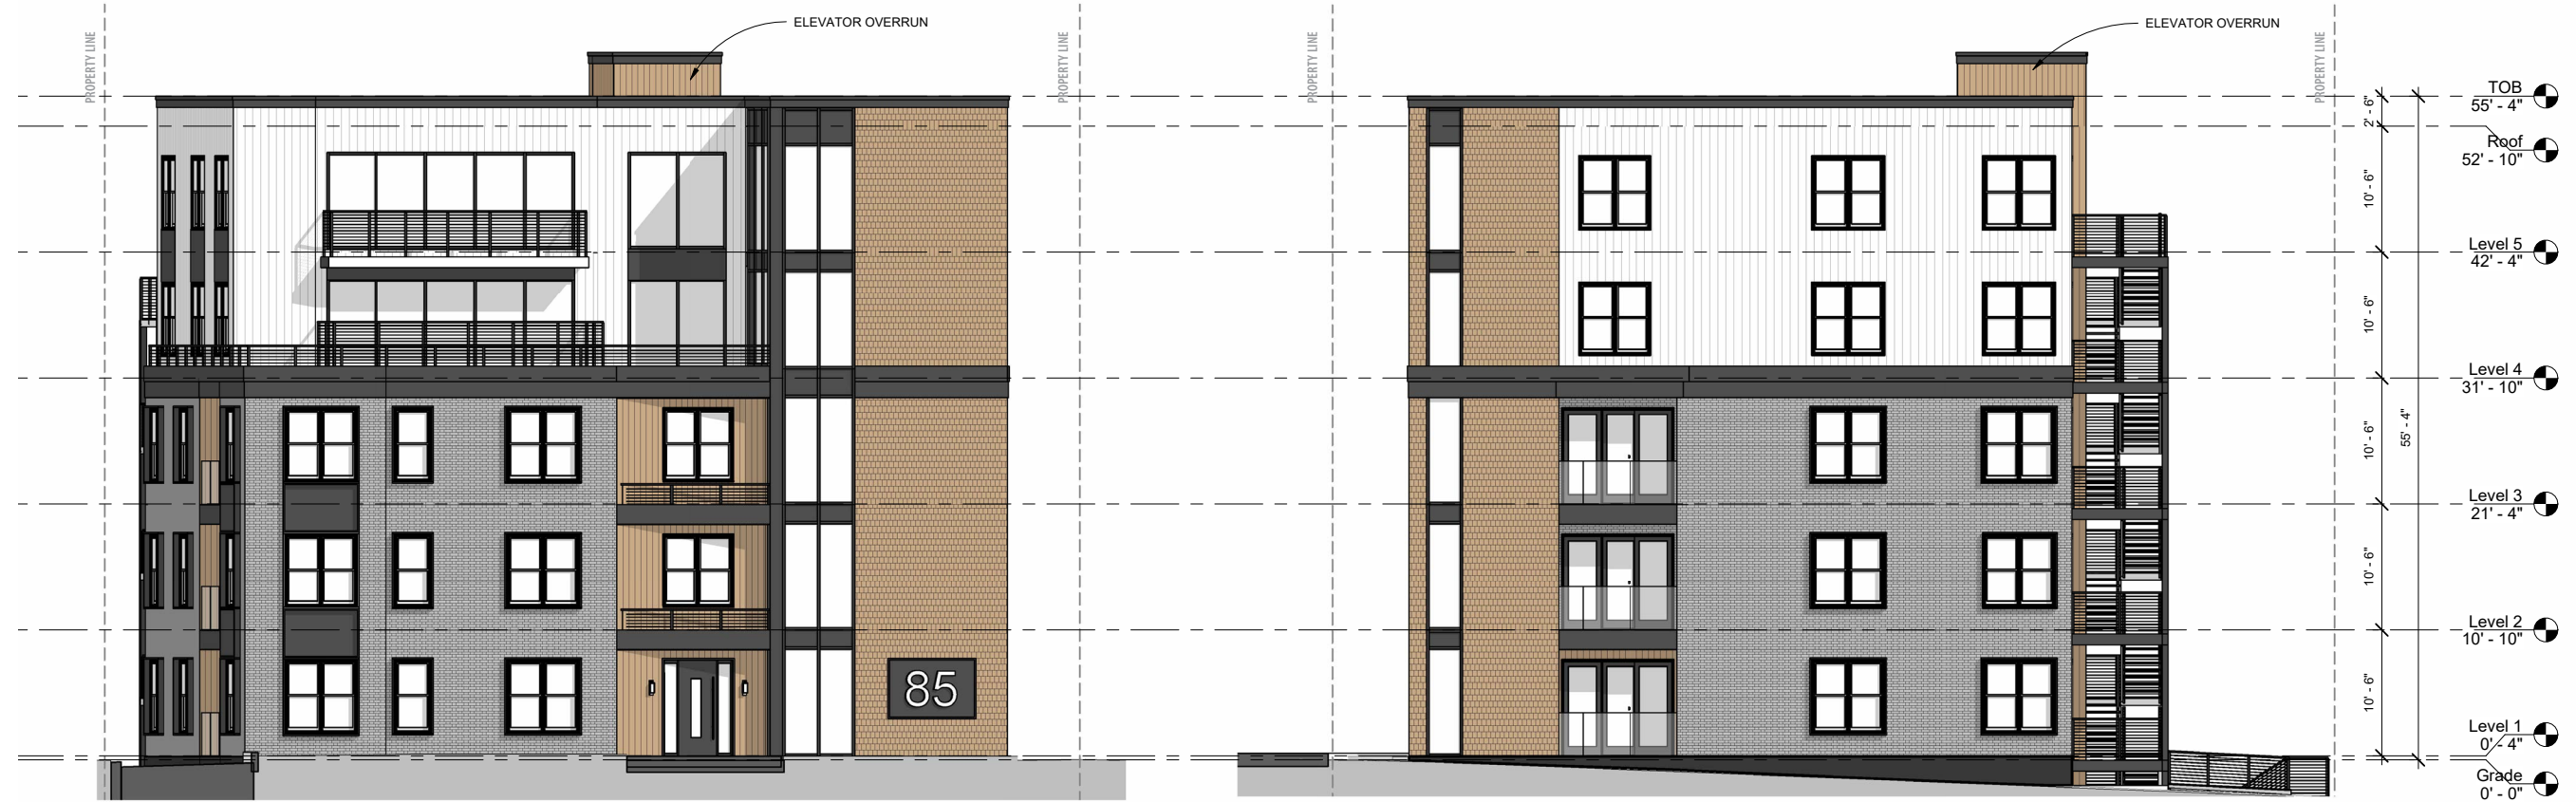 ELEVATOR OVERRUN
ELEVATOR OVERRUN
PROPERTY LINE
PROPERTY LINE
PROPERTY LINE
PROPERTY LINE
TOB
55' - 4"
2' - 6"
Roof
52' - 10"
10' - 6"
Level 5
42' - 4"
10' - 6"
Level 4
31' - 10"
10' - 6"
55' - 4"
Level 3
21' - 4"
10' - 6"
Level 2
10' - 10"
10' - 6"
85
Level 1
0' - 4"
Grade
0' - 0"